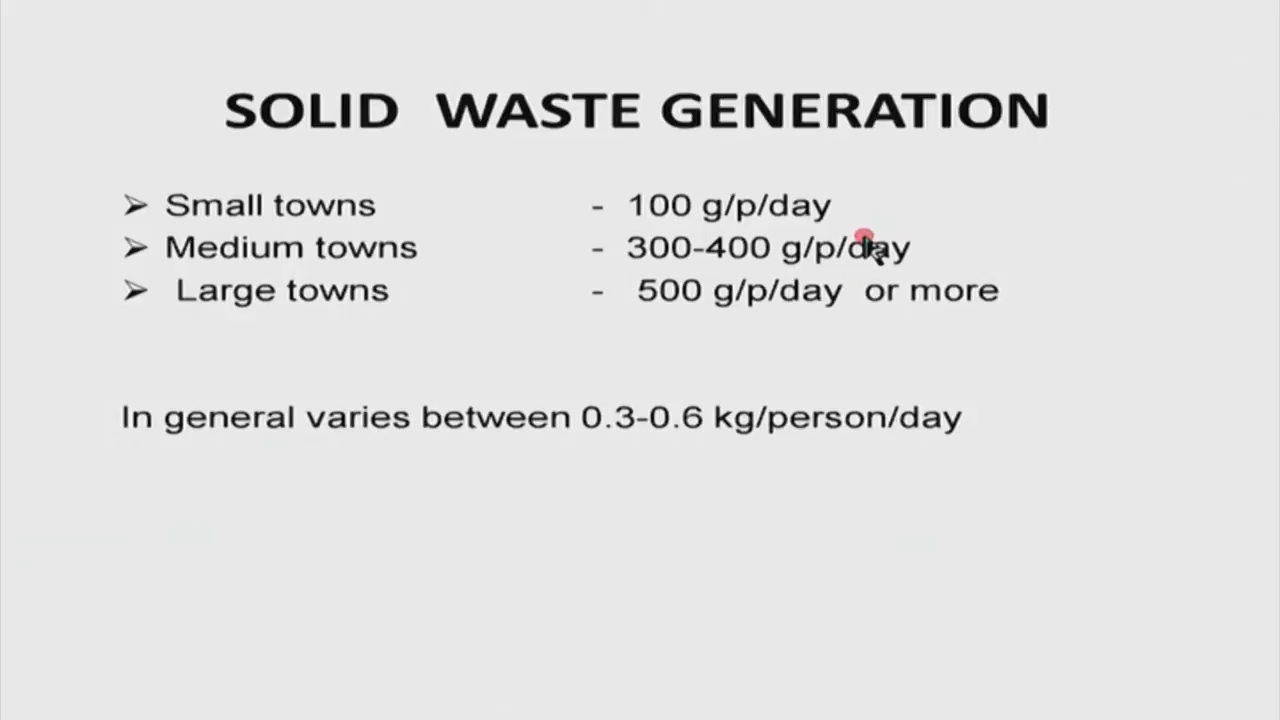 SOLID WASTE GENERATION
➢ Small towns - 100 g/p/day
➢ Medium towns - 300-400 g/p/day
➢ Large towns - 500 g/p/day or more
In general varies between 0.3-0.6 kg/person/day